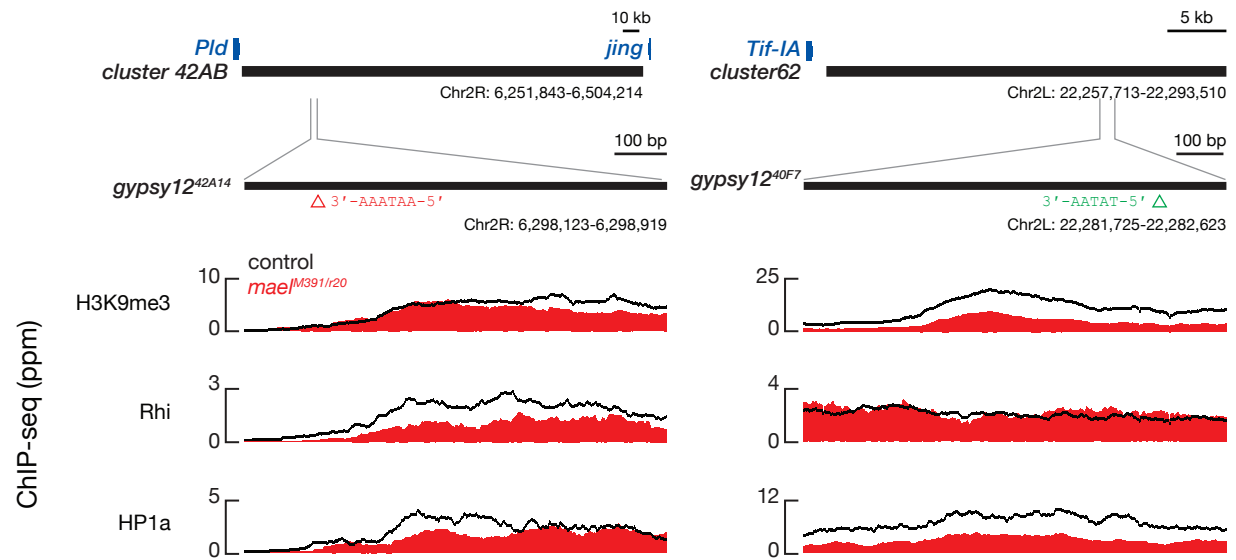 10 kb
5 kb
Pld
jing
Tif-IA
cluster 42AB
cluster62
Chr2R: 6,251,843-6,504,214
Chr2L: 22,257,713-22,293,510
100 bp
100 bp
gypsy12^42A14
gypsy12^40F7
△ 3′-AAATAA-5′
3′-AATAT-5′ △
Chr2R: 6,298,123-6,298,919
Chr2L: 22,281,725-22,282,623
ChIP-seq (ppm)
control
mael^M391/r20
H3K9me3
10
0
25
0
Rhi
3
0
4
0
HP1a
5
0
12
0